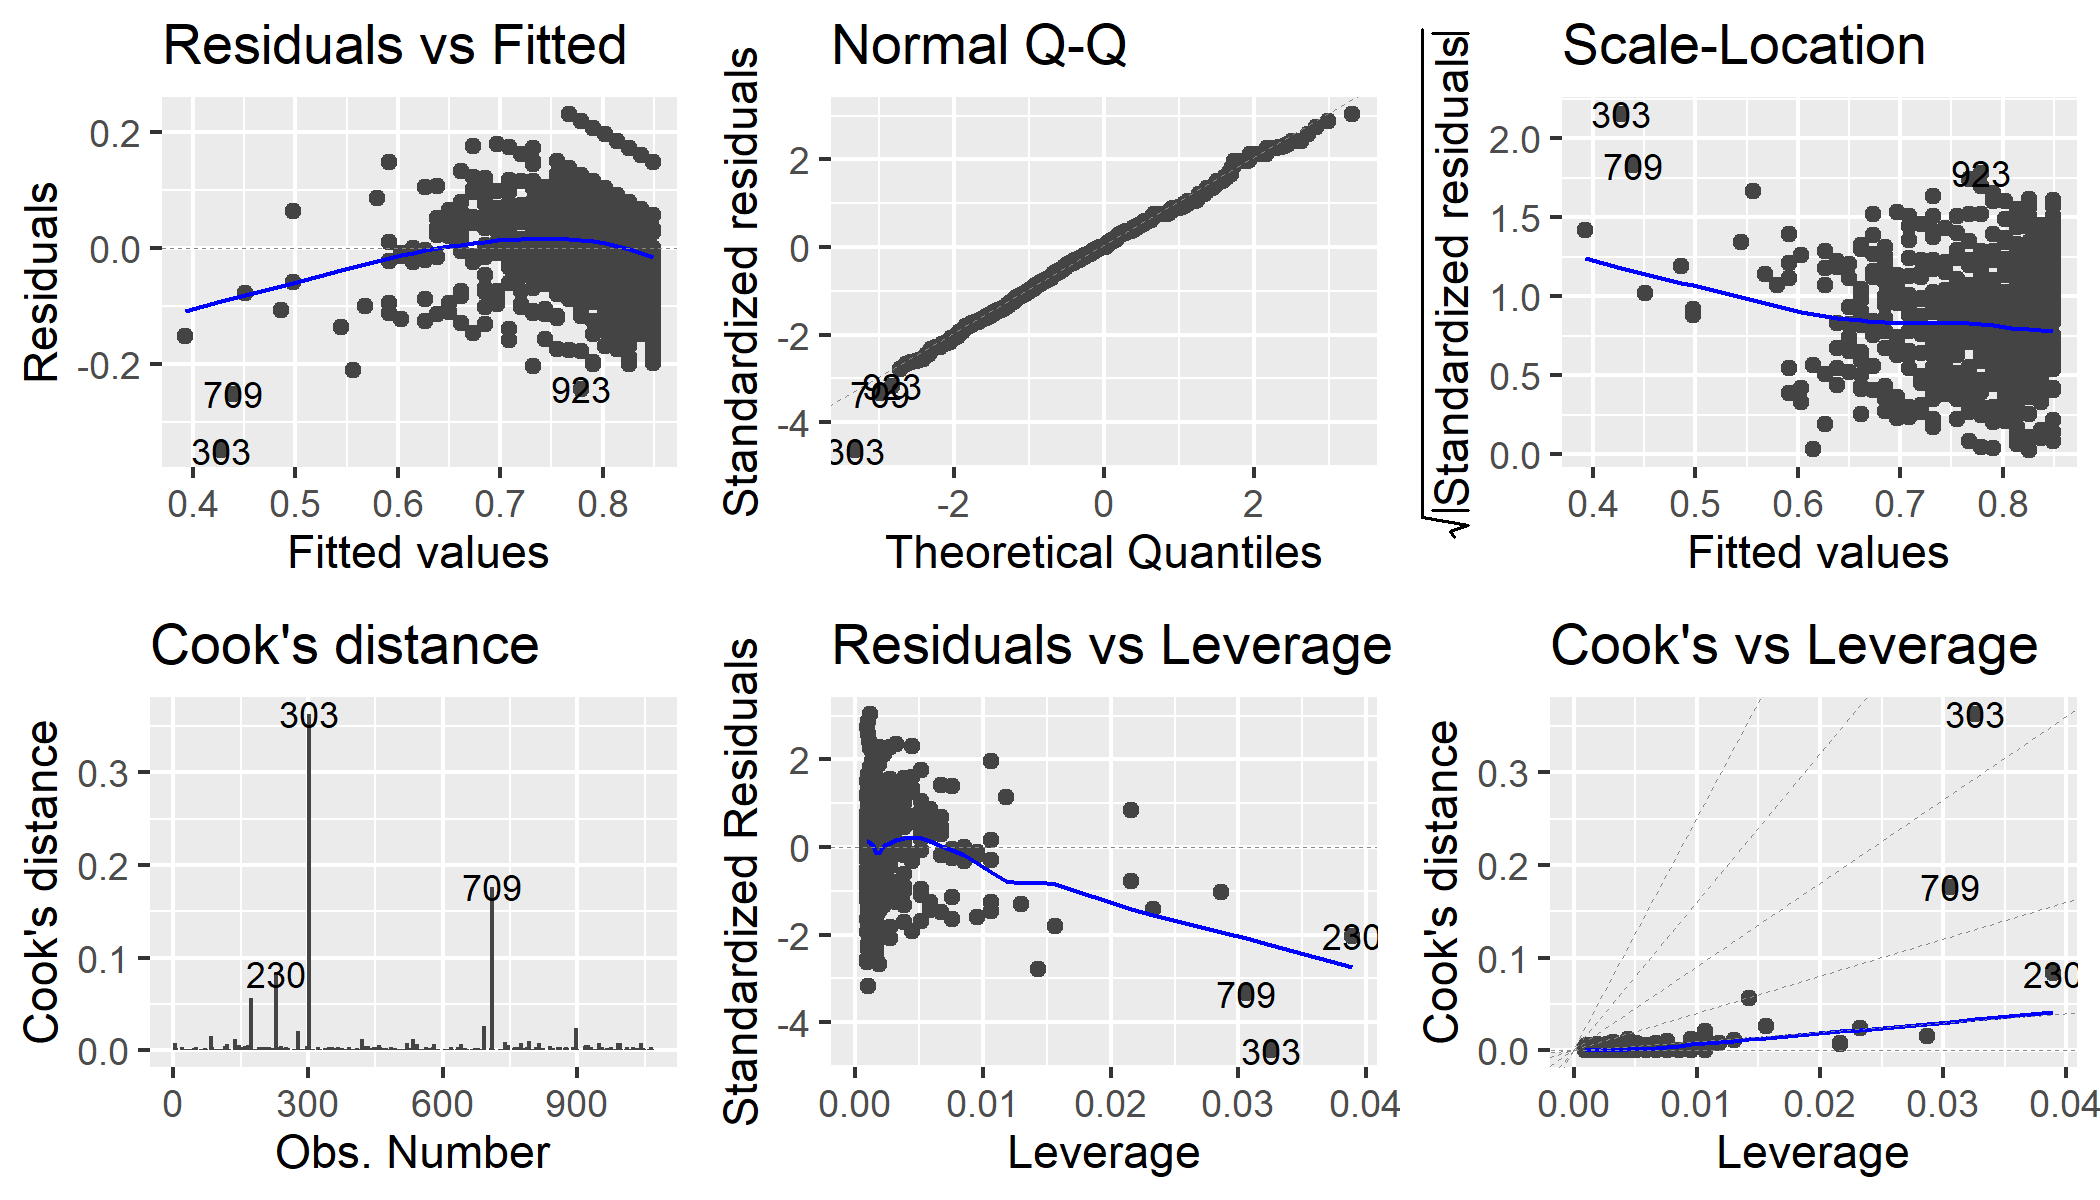 Residuals vs Fitted
Residuals
0.2
0.0
-0.2
709
303
923
0.4 0.5 0.6 0.7 0.8
Fitted values
Normal Q-Q
Standardized residuals
2
0
-2
-4
923
709
303
-2 0 2
Theoretical Quantiles
Scale-Location
√|Standardized residuals|
2.0
1.5
1.0
0.5
0.0
303
709
923
0.4 0.5 0.6 0.7 0.8
Fitted values
Cook's distance
Cook's distance
0.3
0.2
0.1
0.0
303
709
230
0 300 600 900
Obs. Number
Residuals vs Leverage
Standardized Residuals
2
0
-2
-4
230
709
303
0.00 0.01 0.02 0.03 0.04
Leverage
Cook's vs Leverage
Cook's distance
0.3
0.2
0.1
0.0
303
709
230
0.00 0.01 0.02 0.03 0.04
Leverage